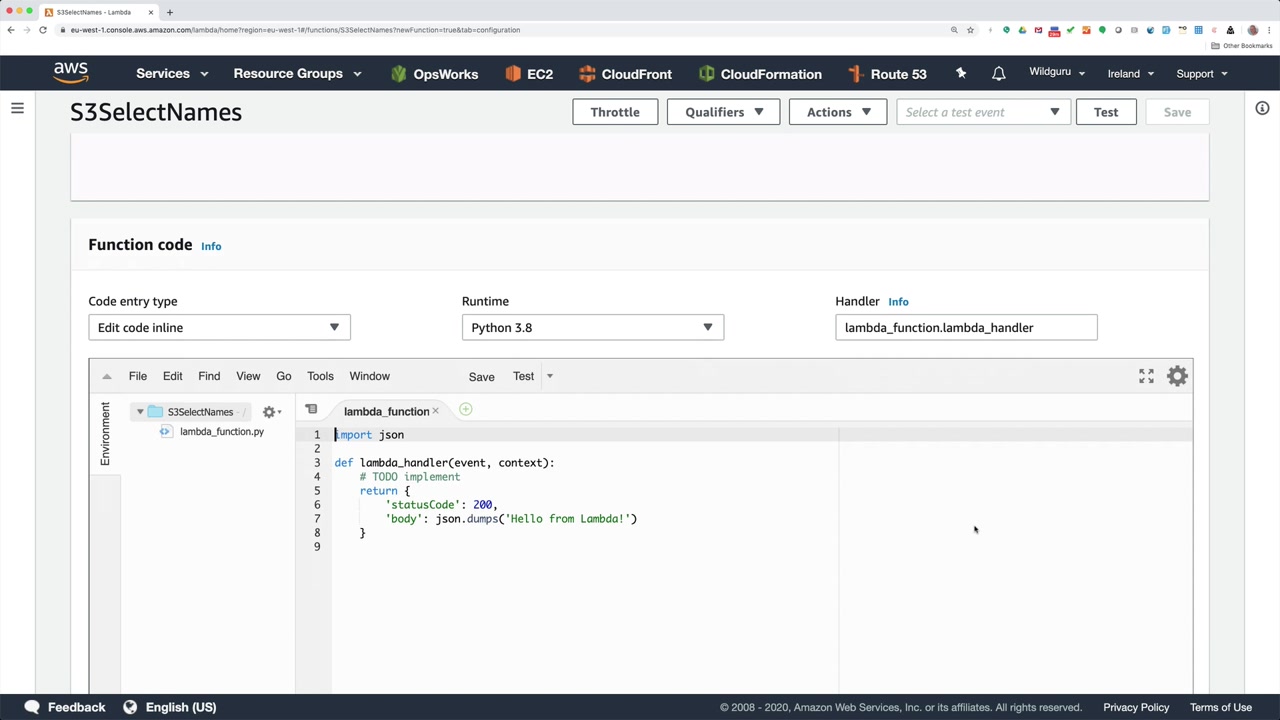 S3SelectNames - Lambda
eu-west-1.console.aws.amazon.com/lambda/home?region=eu-west-1#/functions/S3SelectNames?newFunction=true&tab=configuration
Other Bookmarks
aws Services Resource Groups OpsWorks EC2 CloudFront CloudFormation Route 53 Wildguru Ireland Support
S3SelectNames Throttle Qualifiers Actions Select a test event Test Save
Function code Info
Code entry type Runtime Handler Info
Edit code inline Python 3.8 lambda_function.lambda_handler
File Edit Find View Go Tools Window Save Test
Environment
S3SelectNames - /
lambda_function.py
lambda_function
1 import json
2
3 def lambda_handler(event, context):
4 # TODO implement
5 return {
6 'statusCode': 200,
7 'body': json.dumps('Hello from Lambda!')
8 }
9
Feedback English (US) © 2008 - 2020, Amazon Web Services, Inc. or its affiliates. All rights reserved. Privacy Policy Terms of Use